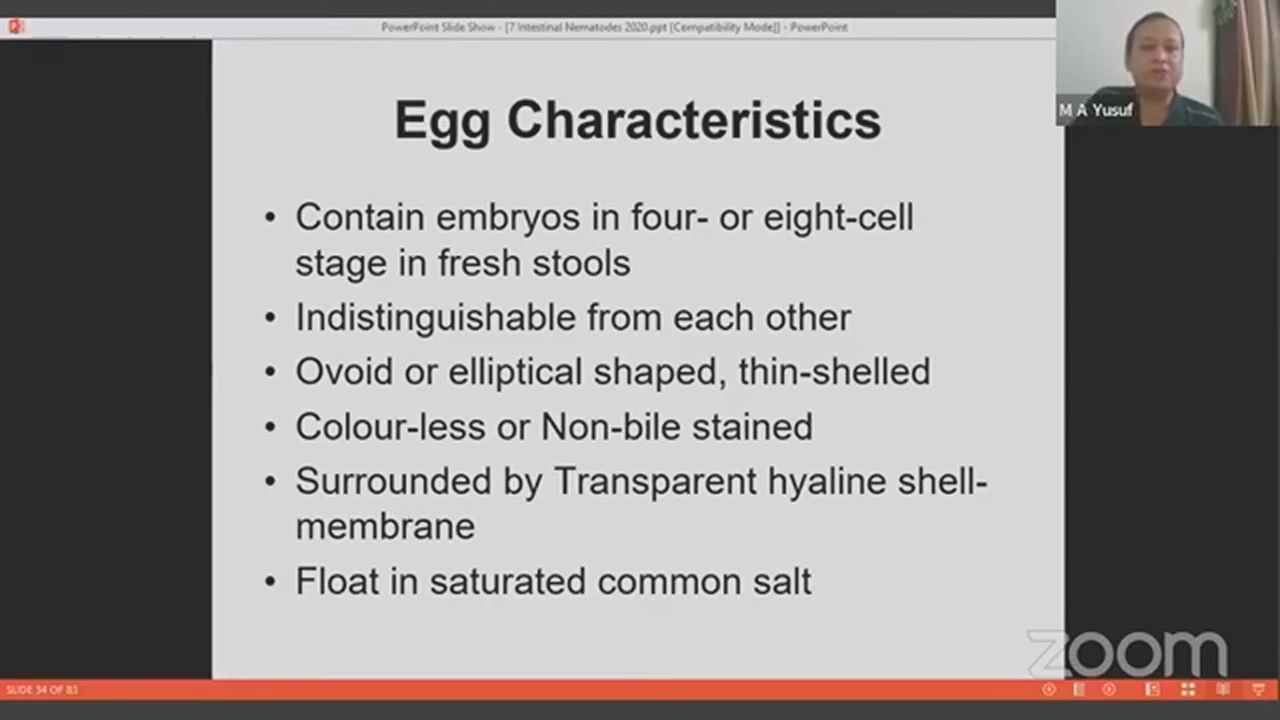 PowerPoint Slide Show - [7 Intestinal Nematodes 2020.ppt [Compatibility Mode]] - PowerPoint
M A Yusuf
Egg Characteristics
• Contain embryos in four- or eight-cell
stage in fresh stools
• Indistinguishable from each other
• Ovoid or elliptical shaped, thin-shelled
• Colour-less or Non-bile stained
• Surrounded by Transparent hyaline shell-
membrane
• Float in saturated common salt
zoom
SLIDE 34 OF 83